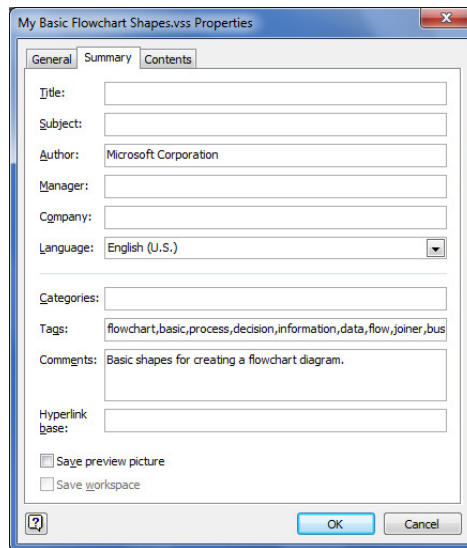 My Basic Flowchart Shapes.vss Properties
General Summary Contents
Title:
Subject:
Author: Microsoft Corporation
Manager:
Company:
Language: English (U.S.)
Categories:
Tags: flowchart,basic,process,decision,information,data,flow,joiner,bus
Comments: Basic shapes for creating a flowchart diagram.
Hyperlink
base:
Save preview picture
Save workspace
OK Cancel